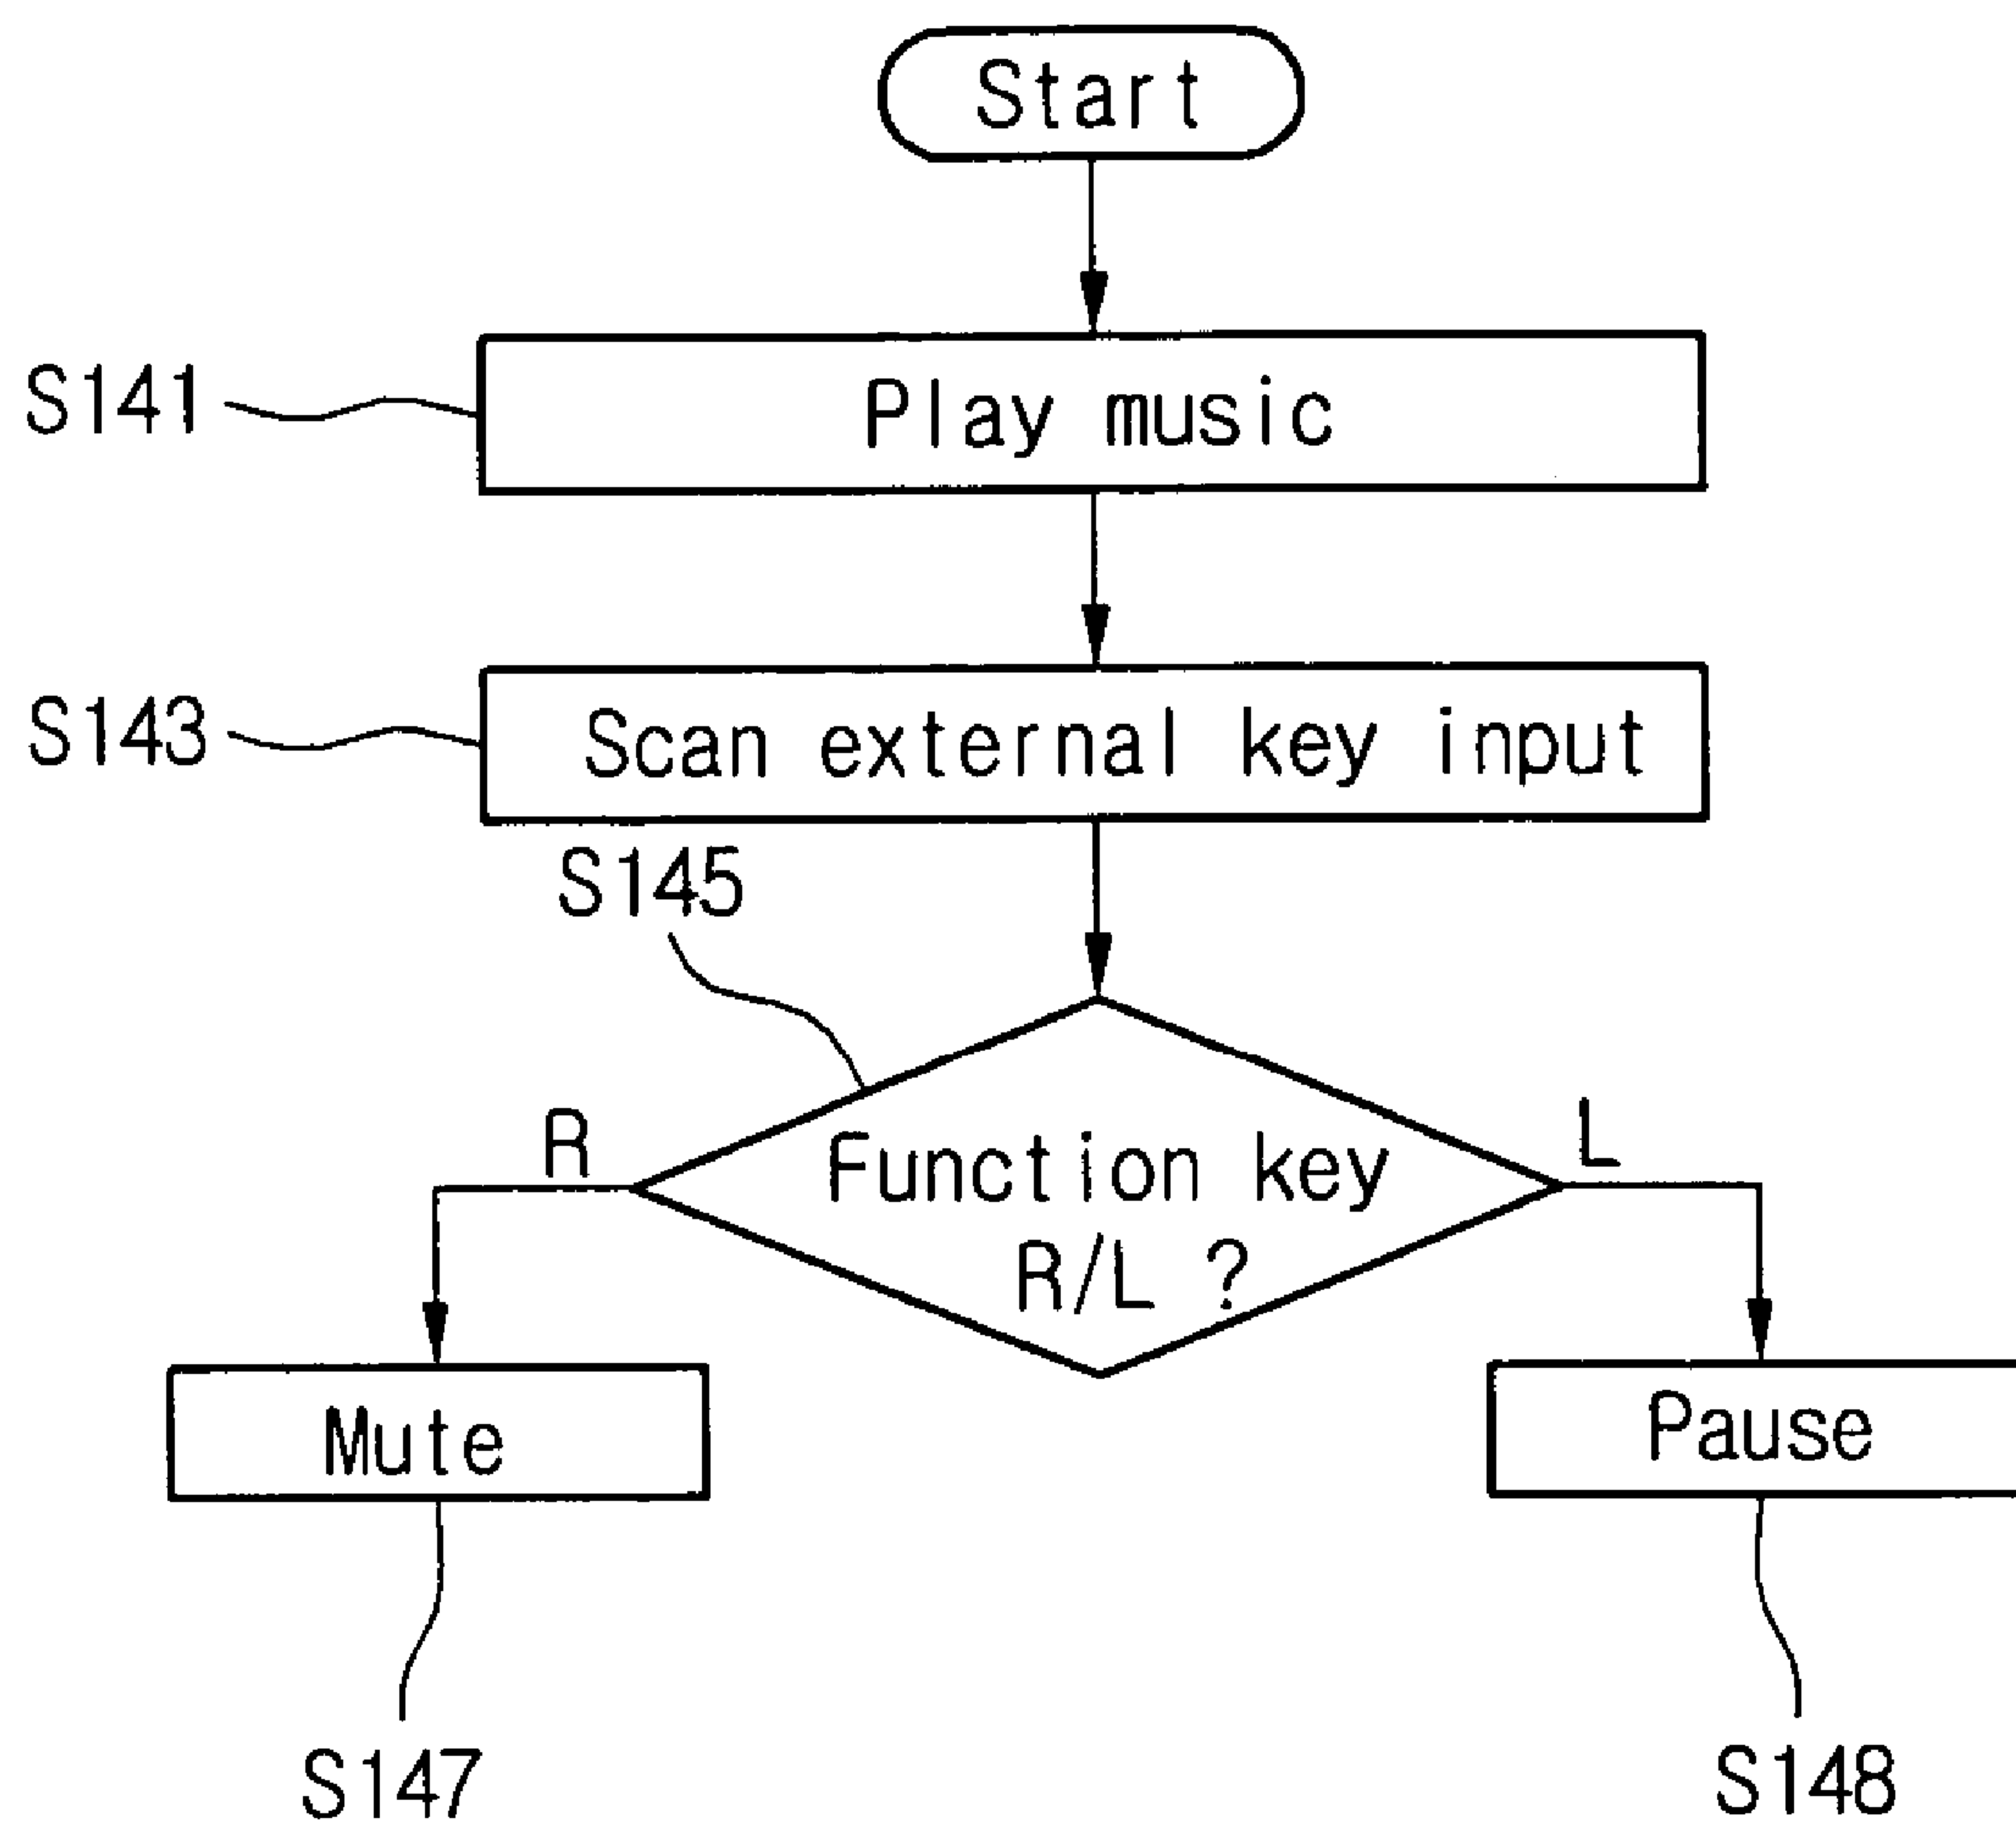 Start
S141
Play music
S143
Scan external key input
S145
R
L
Function key
R/L ?
Mute
Pause
S147
S148